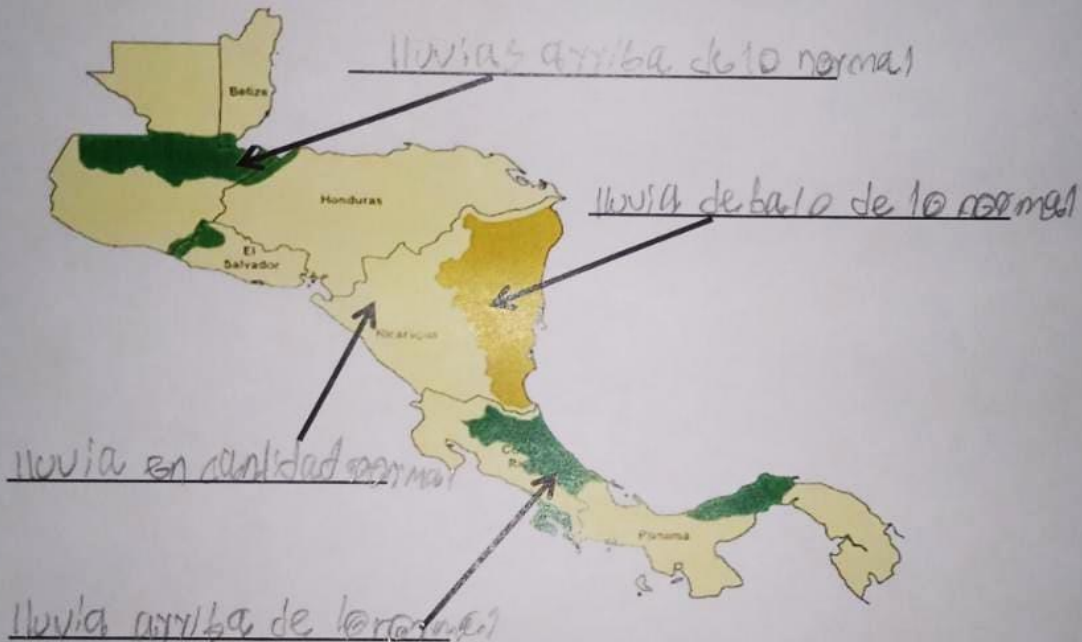 lluvias arriba de lo normal
Belize
Honduras
lluvia debajo de lo normal
El
Salvador
Nicaragua
lluvia en cantidad normal
Panama
lluvia arriba de lo normal